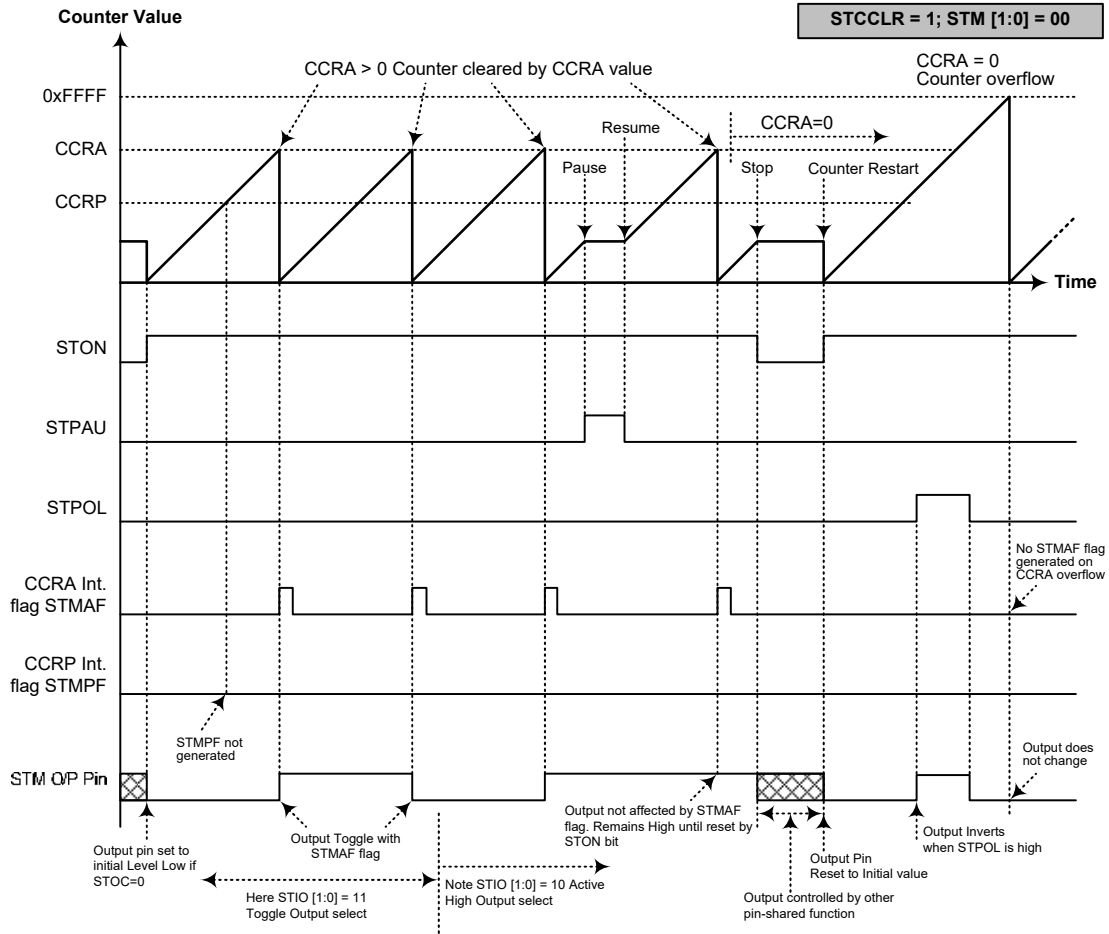 Counter Value
STCCLR = 1; STM [1:0] = 00
CCRA > 0 Counter cleared by CCRA value
CCRA = 0
Counter overflow
0xFFFF
CCRA
CCRP
Resume
CCRA=0
Pause
Stop
Counter Restart
Time
STON
STPAU
STPOL
No STMAF flag
generated on
CCRA overflow
CCRA Int.
flag STMAF
CCRP Int.
flag STMPF
STMPF not
generated
STM O/P Pin
Output does
not change
Output pin set to
initial Level Low if
STOC=0
Output Toggle with
STMAF flag
Output not affected by STMAF
flag. Remains High until reset by
STON bit
Output Inverts
when STPOL is high
Output Pin
Reset to Initial value
Here STIO [1:0] = 11
Toggle Output select
Note STIO [1:0] = 10 Active
High Output select
Output controlled by other
pin-shared function